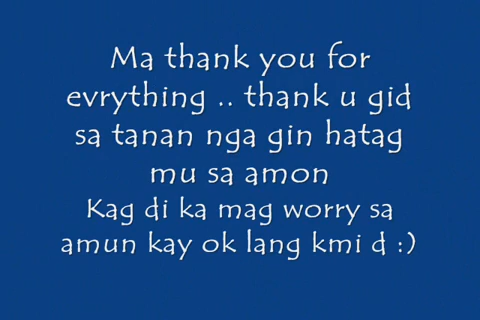 Ma thank you for
evrything .. thank u gid
sa tanan nga gin hatag
mu sa amon
Kag di ka mag worry sa
amun kay ok lang kmi d :)